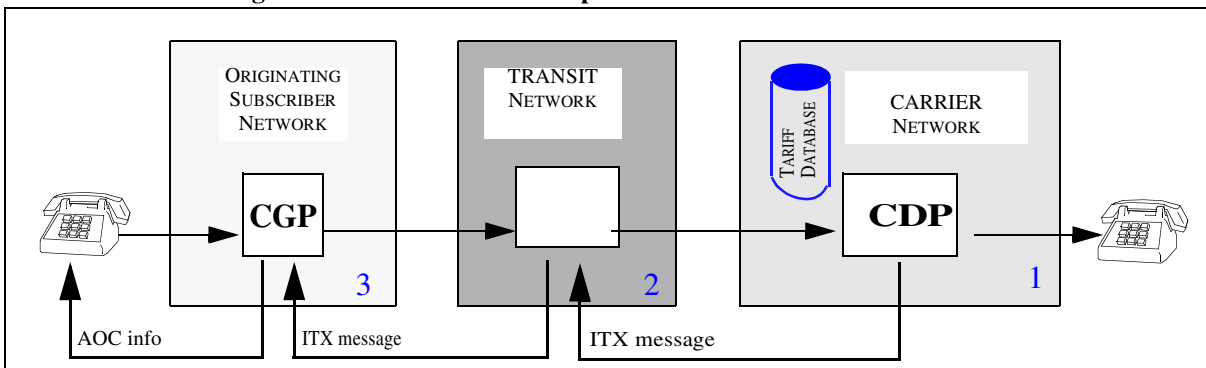 ORIGINATING
SUBSCRIBER
NETWORK
TRANSIT
NETWORK
TARIFF
DATABASE
CARRIER
NETWORK
CGP
CDP
3
2
1
AOC info
ITX message
ITX message